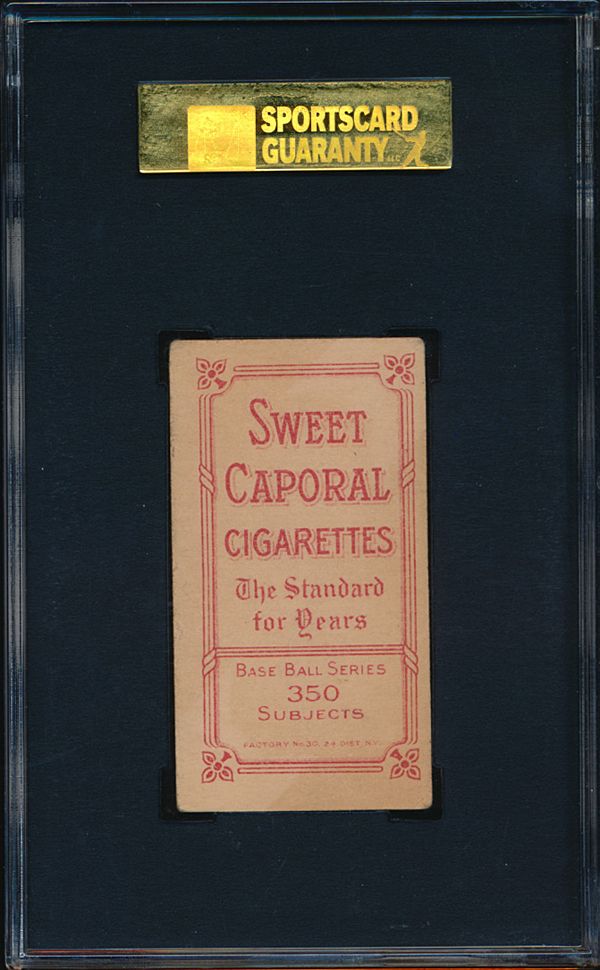 SPORTSCARD
GUARANTY LLC
SWEET
CAPORAL
CIGARETTES
The Standard
for Years
BASE BALL SERIES
350
SUBJECTS
FACTORY No. 30, 2d DIST. N.Y.